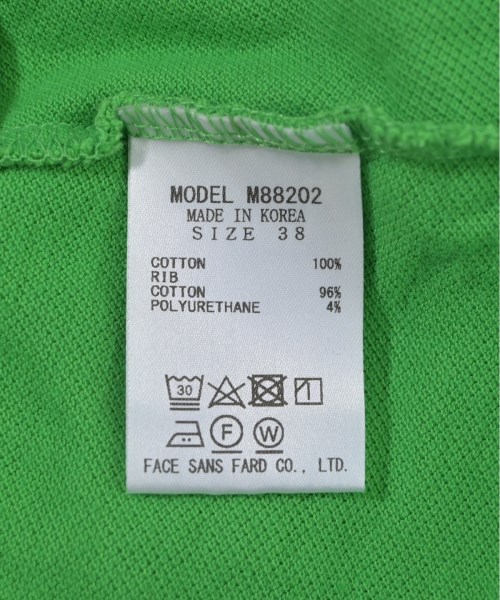 MODEL M88202
MADE IN KOREA
SIZE 38
COTTON 100%
RIB
COTTON 96%
POLYURETHANE 4%
30
F W
FACE SANS FARD CO., LTD.